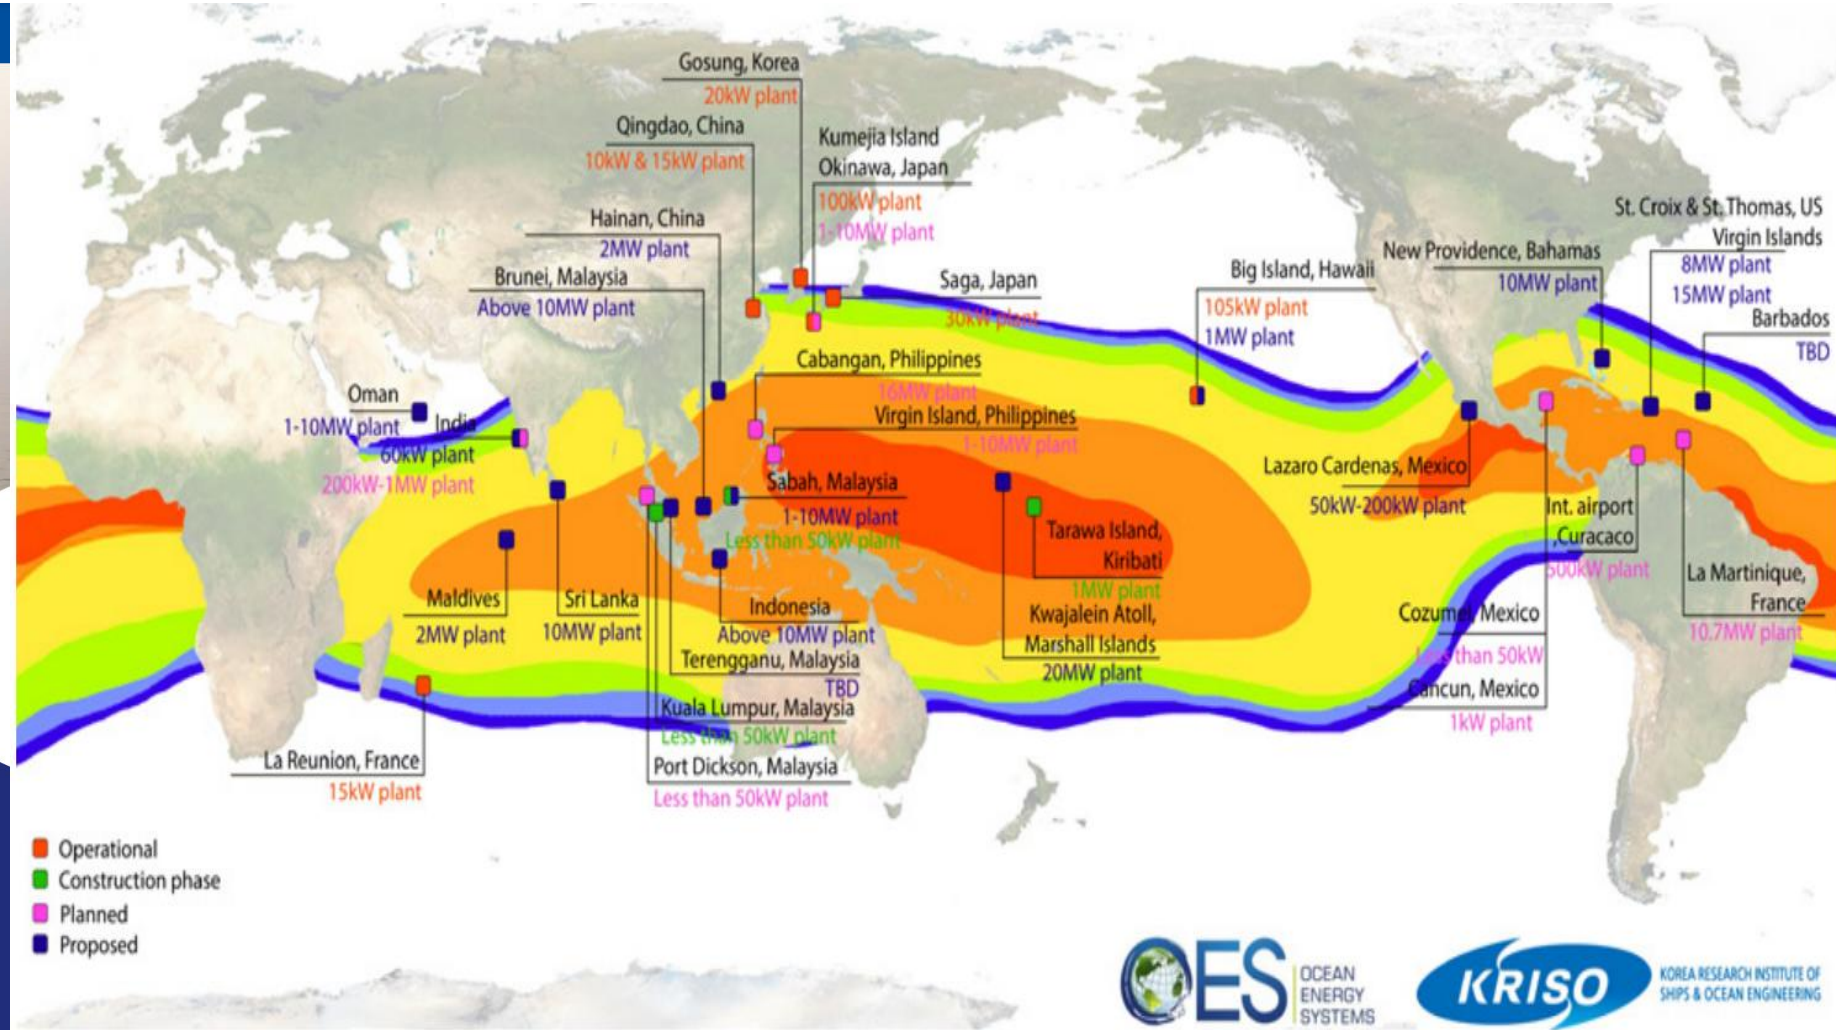 Gosung, Korea
20kW plant
Qingdao, China
10kW & 15kW plant
Kumejia Island
Okinawa, Japan
100kW plant
1-10MW plant
Hainan, China
2MW plant
Brunei, Malaysia
Above 10MW plant
Saga, Japan
30kW plant
Big Island, Hawaii
105kW plant
1MW plant
New Providence, Bahamas
10MW plant
St. Croix & St. Thomas, US
Virgin Islands
8MW plant
15MW plant
Barbados
TBD
Cabangan, Philippines
16MW plant
Virgin Island, Philippines
1-10MW plant
Oman
1-10MW plant
India
60kW plant
200kW-1MW plant
Sabah, Malaysia
1-10MW plant
Less than 50kW plant
Lazaro Cardenas, Mexico
50kW-200kW plant
Int. airport
,Curacaco
500kW plant
Tarawa Island,
Kiribati
1MW plant
Kwajalein Atoll,
Marshall Islands
20MW plant
La Martinique,
France
10.7MW plant
Maldives
2MW plant
Sri Lanka
10MW plant
Indonesia
Above 10MW plant
Terengganu, Malaysia
TBD
Kuala Lumpur, Malaysia
Less than 50kW plant
Port Dickson, Malaysia
Less than 50kW plant
Cozumel, Mexico
Less than 50kW
Cancun, Mexico
1kW plant
La Reunion, France
15kW plant
Operational
Construction phase
Planned
Proposed
OES
OCEAN
ENERGY
SYSTEMS
KRISO
KOREA RESEARCH INSTITUTE OF
SHIPS & OCEAN ENGINEERING